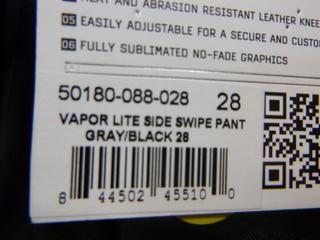 HEAT AND ABRASION RESISTANT LEATHER KNEE
05 EASILY ADJUSTABLE FOR A SECURE AND CUSTO
06 FULLY SUBLIMATED NO-FADE GRAPHICS
50180-088-028 28
VAPOR LITE SIDE SWIPE PANT
GRAY/BLACK 28
8 44502 45510 0